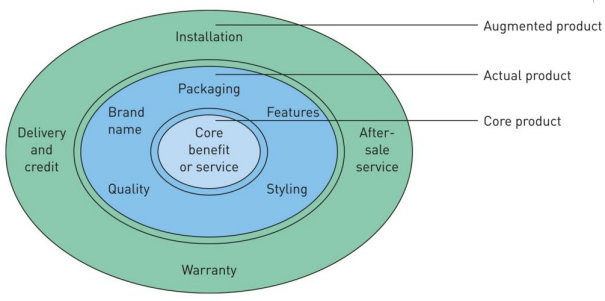 Installation
Augmented product
Actual product
Packaging
Brand
name
Features
Core product
Core
benefit
or service
Delivery
and
credit
After-
sale
service
Quality
Styling
Warranty